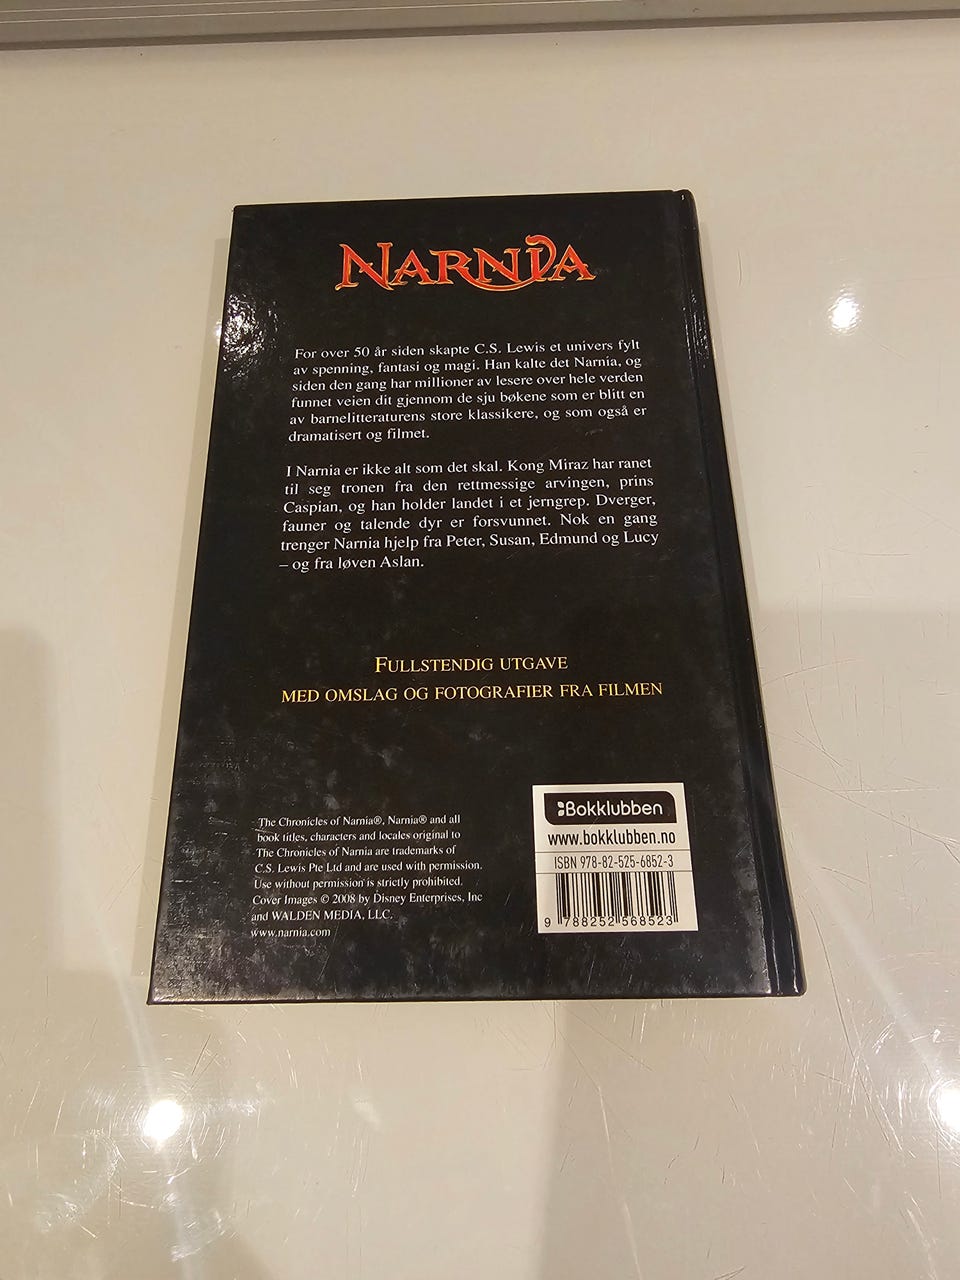 NARNIA
For over 50 år siden skapte C.S. Lewis et univers fylt
av spenning, fantasi og magi. Han kalte det Narnia, og
siden den gang har millioner av lesere over hele verden
funnet veien dit gjennom de sju bøkene som er blitt en
av barnelitteraturens store klassikere, og som også er
dramatisert og filmet.
I Narnia er ikke alt som det skal. Kong Miraz har ranet
til seg tronen fra den rettmessige arvingen, prins
Caspian, og han holder landet i et jerngrep. Dverger,
fauner og talende dyr er forsvunnet. Nok en gang
trenger Narnia hjelp fra Peter, Susan, Edmund og Lucy
– og fra løven Aslan.
FULLSTENDIG UTGAVE
MED OMSLAG OG FOTOGRAFIER FRA FILMEN
The Chronicles of Narnia®, Narnia® and all
book titles, characters and locales original to
The Chronicles of Narnia are trademarks of
C.S. Lewis Pte Ltd and are used with permission.
Use without permission is strictly prohibited.
Cover Images © 2008 by Disney Enterprises, Inc
and WALDEN MEDIA, LLC.
www.narnia.com
Bokklubben
www.bokklubben.no
ISBN 978-82-525-6852-3
9 788252 568523